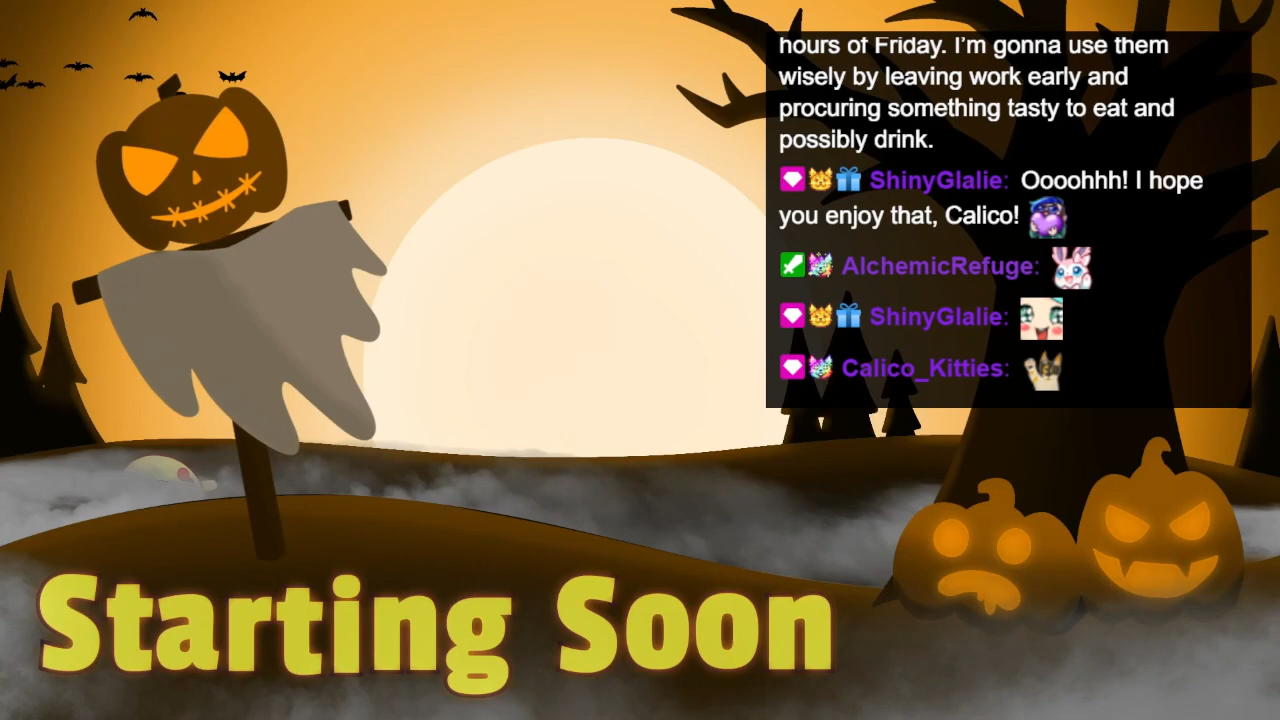 hours of Friday. I'm gonna use them
wisely by leaving work early and
procuring something tasty to eat and
possibly drink.
ShinyGlalie: Oooohhh! I hope
you enjoy that, Calico!
AlchemicRefuge:
ShinyGlalie:
Calico_Kitties:
Starting Soon